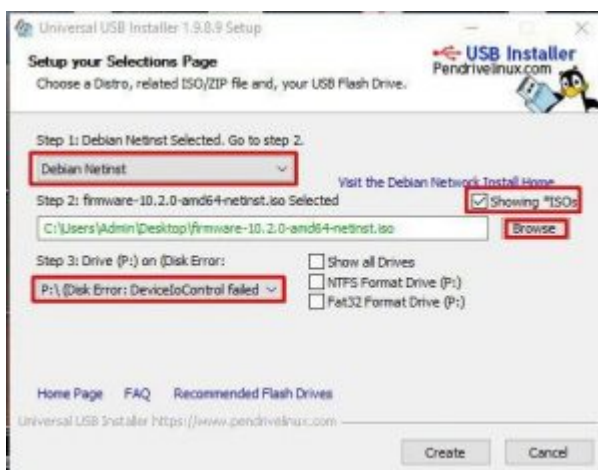 Universal USB Installer 1.9.8.9 Setup
Setup your Selections Page
Choose a Distro, related ISO/ZIP file and, your USB Flash Drive.
USB Installer
Pendrivelinux.com
Step 1: Debian Netinst Selected. Go to step 2.
Debian Netinst
Visit the Debian Network Install Home
Step 2: firmware-10.2.0-amd64-netinst.iso Selected
Showing *ISOs
C:\Users\Admin\Desktop\firmware-10.2.0-amd64-netinst.iso
Browse
Step 3: Drive (P:) on (Disk Error:
Show all Drives
P:\ (Disk Error: DeviceIoControl failed
NTFS Format Drive (P:)
Fat32 Format Drive (P:)
Home Page FAQ Recommended Flash Drives
Universal USB Installer https://www.pendrivelinux.com
Create Cancel